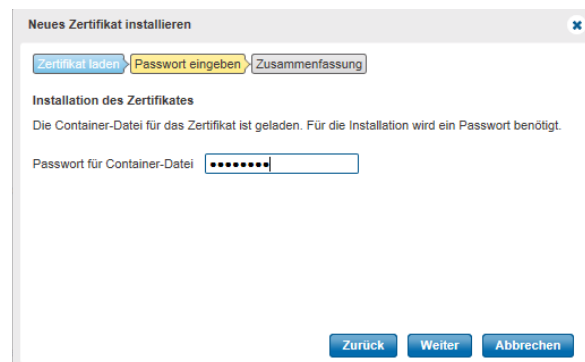 Neues Zertifikat installieren
Zertifikat laden Passwort eingeben Zusammenfassung
Installation des Zertifikates
Die Container-Datei für das Zertifikat ist geladen. Für die Installation wird ein Passwort benötigt.
Passwort für Container-Datei ••••••••
Zurück Weiter Abbrechen